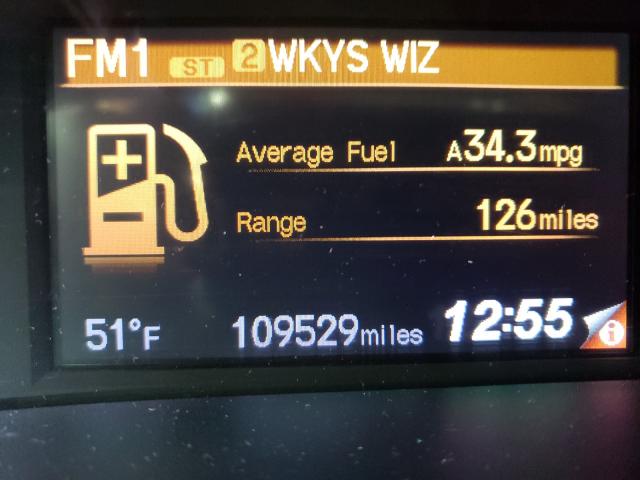 FM1 ST 2 WKYS WIZ
Average Fuel A34.3mpg
Range 126miles
51°F 109529miles 12:55 i